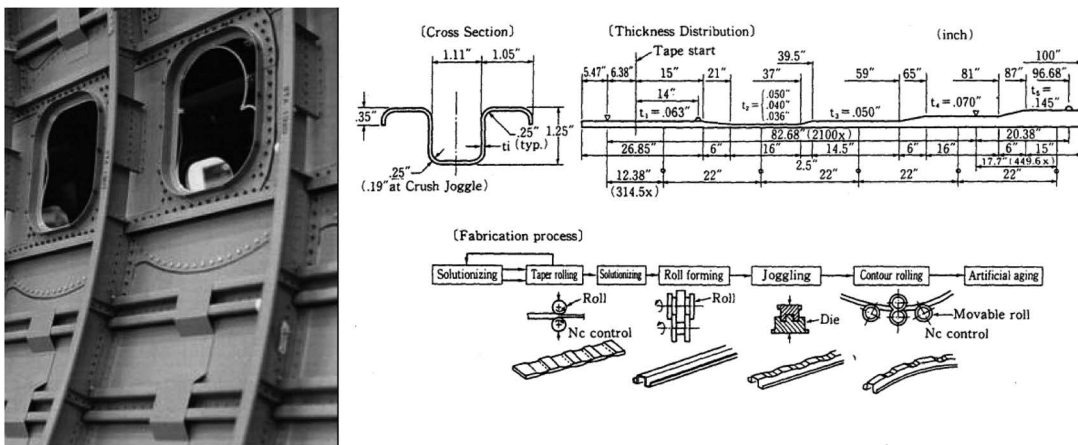 [Cross Section]
1.11″ 1.05″
.35″
.25″ 1.25″
ti (typ.)
.25″
(.19″at Crush Joggle)
[Thickness Distribution] (inch)
Tape start
39.5″ 100″
5.47″ 6.38″ 15″ 21″ 37″ 59″ 65″ 81″ 87″ 96.68″
14″
t₁=.063″
t₂={.050″ .040″ .036″
t₃=.050″
t₄=.070″
t₅= .145″
82.68″(2100x) 20.38″
26.85″ 6″ 16″ 14.5″ 6″ 16″ 6″ 15″
2.5″
17.7″(449.6x)
12.38″ 22″ 22″ 22″ 22″
(314.5x)
[Fabrication process]
Solutionizing Taper rolling Solutionizing Roll forming Joggling Contour rolling Artificial aging
Roll
Nc control
Roll
Die
Movable roll
Nc control